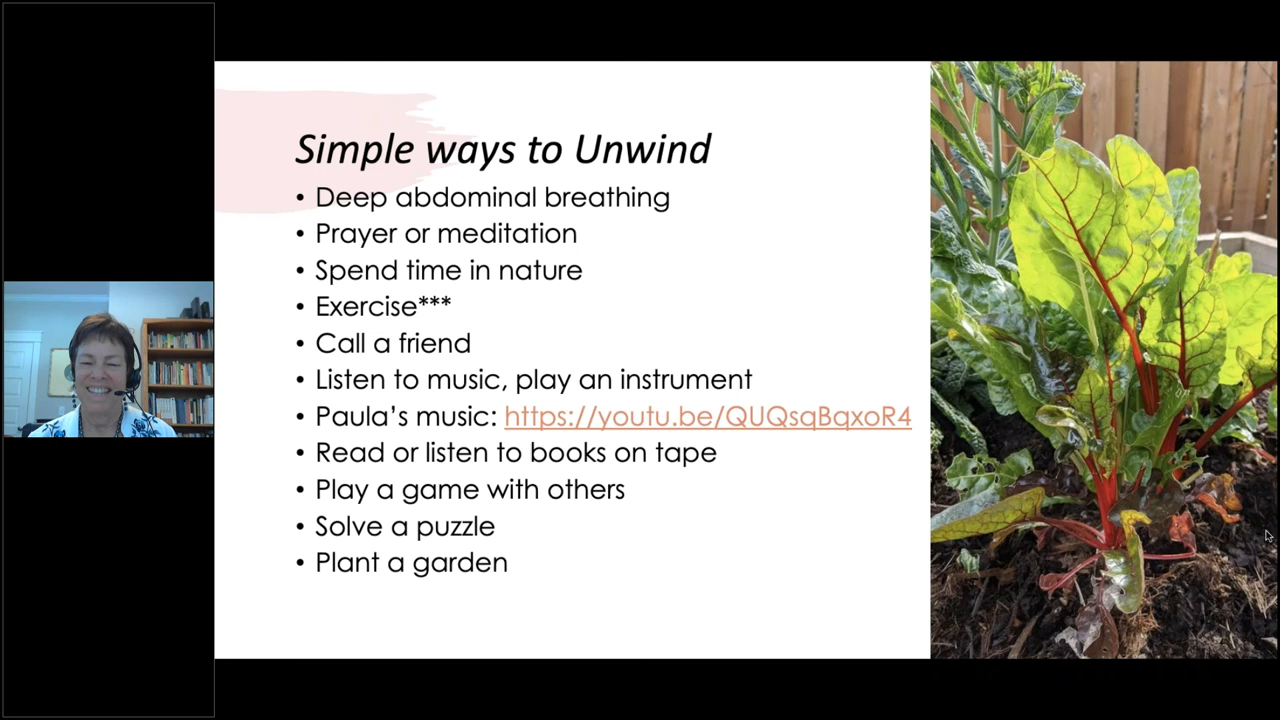 Simple ways to Unwind
• Deep abdominal breathing
• Prayer or meditation
• Spend time in nature
• Exercise***
• Call a friend
• Listen to music, play an instrument
• Paula’s music: https://youtu.be/QUQsqBqxoR4
• Read or listen to books on tape
• Play a game with others
• Solve a puzzle
• Plant a garden